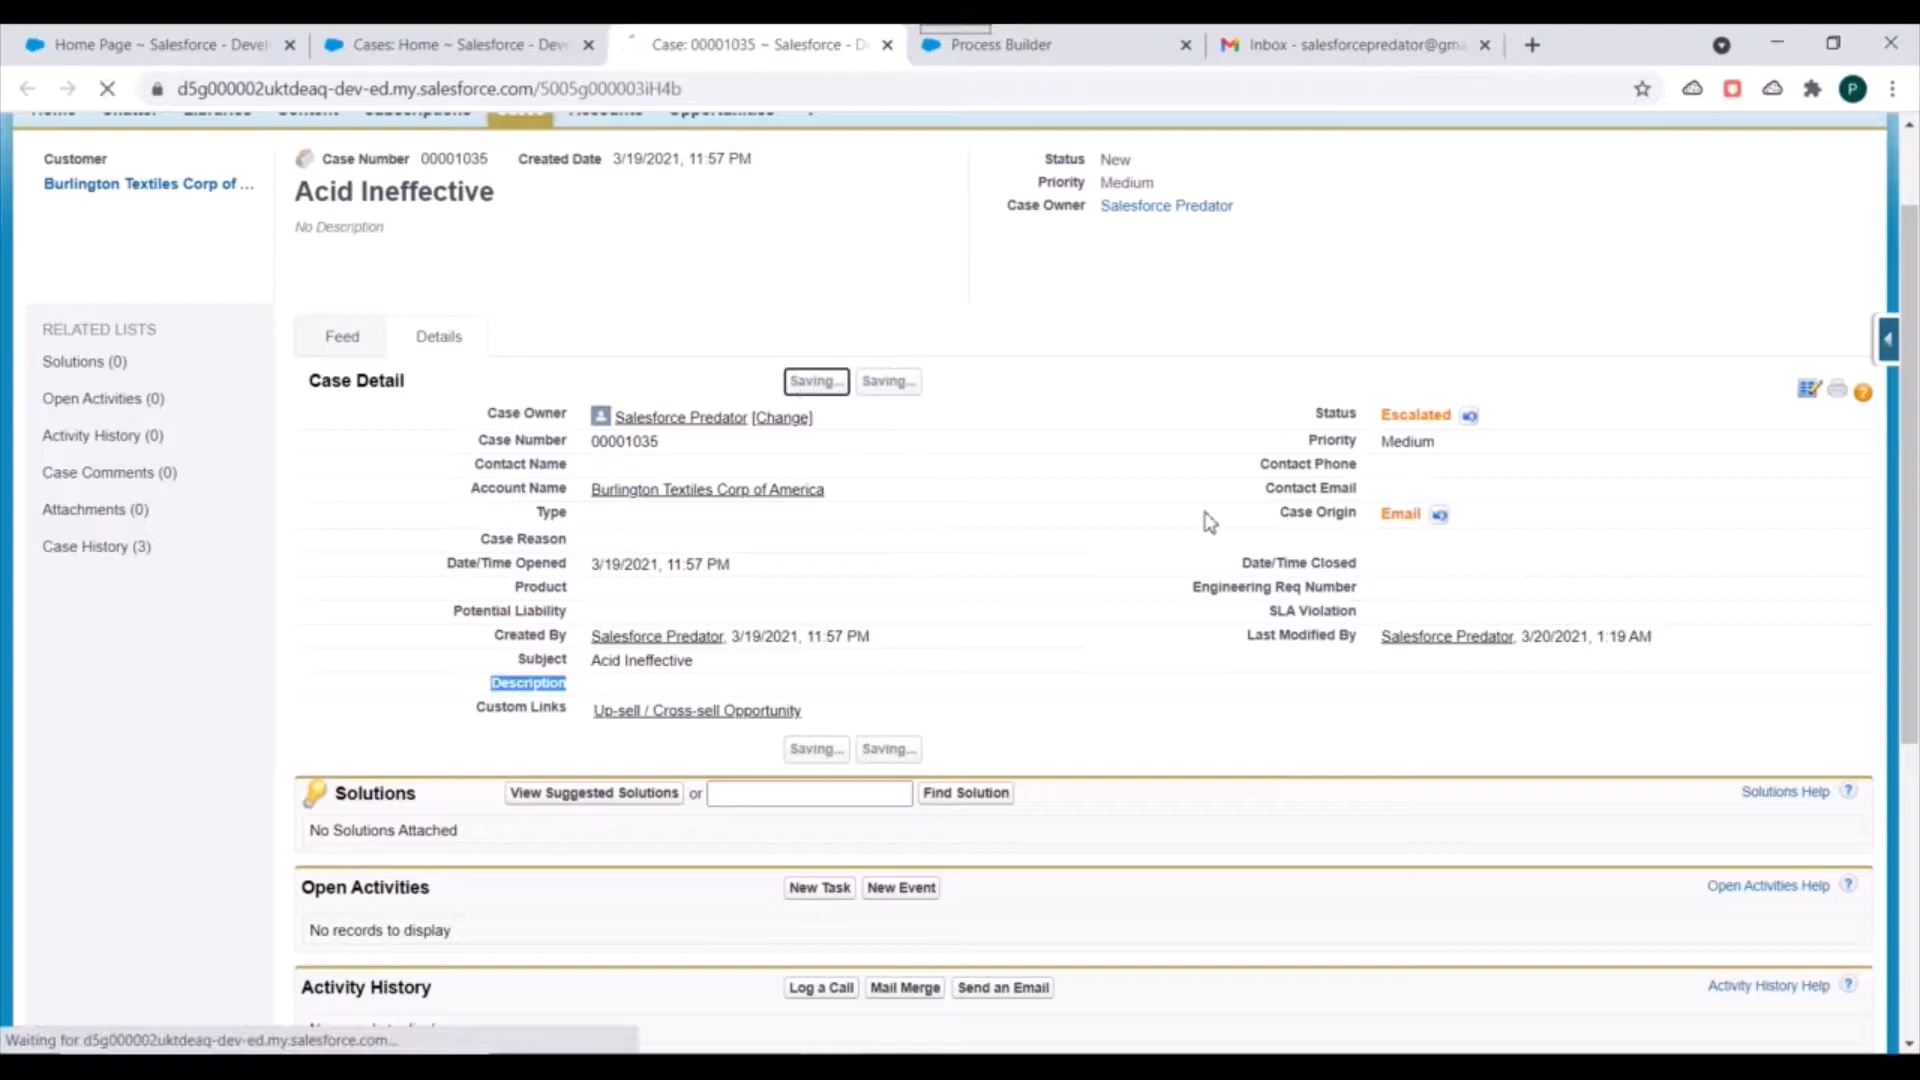 Home Page ~ Salesforce - Devel
Cases: Home ~ Salesforce - Dev
Case: 00001035 ~ Salesforce - D
Process Builder
Inbox - salesforcepredator@gma
d5g000002uktdeaq-dev-ed.my.salesforce.com/5005g000003iH4b
P
Customer
Burlington Textiles Corp of ...
Case Number 00001035 Created Date 3/19/2021, 11:57 PM
Acid Ineffective
No Description
Status New
Priority Medium
Case Owner Salesforce Predator
RELATED LISTS
Solutions (0)
Open Activities (0)
Activity History (0)
Case Comments (0)
Attachments (0)
Case History (3)
Feed Details
Case Detail Saving... Saving...
Case Owner Salesforce Predator [Change] Status Escalated
Case Number 00001035 Priority Medium
Contact Name Contact Phone
Account Name Burlington Textiles Corp of America Contact Email
Type Case Origin Email
Case Reason
Date/Time Opened 3/19/2021, 11:57 PM Date/Time Closed
Product Engineering Req Number
Potential Liability SLA Violation
Created By Salesforce Predator, 3/19/2021, 11:57 PM Last Modified By Salesforce Predator, 3/20/2021, 1:19 AM
Subject Acid Ineffective
Description
Custom Links Up-sell / Cross-sell Opportunity
Saving... Saving...
Solutions View Suggested Solutions or Find Solution Solutions Help ?
No Solutions Attached
Open Activities New Task New Event Open Activities Help ?
No records to display
Activity History Log a Call Mail Merge Send an Email Activity History Help ?
Waiting for d5g000002uktdeaq-dev-ed.my.salesforce.com...